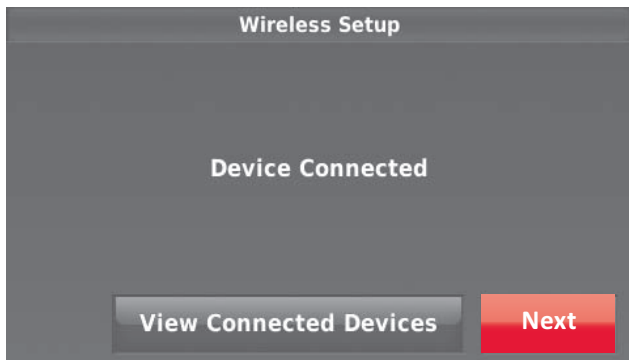 Wireless Setup
Device Connected
View Connected Devices
Next